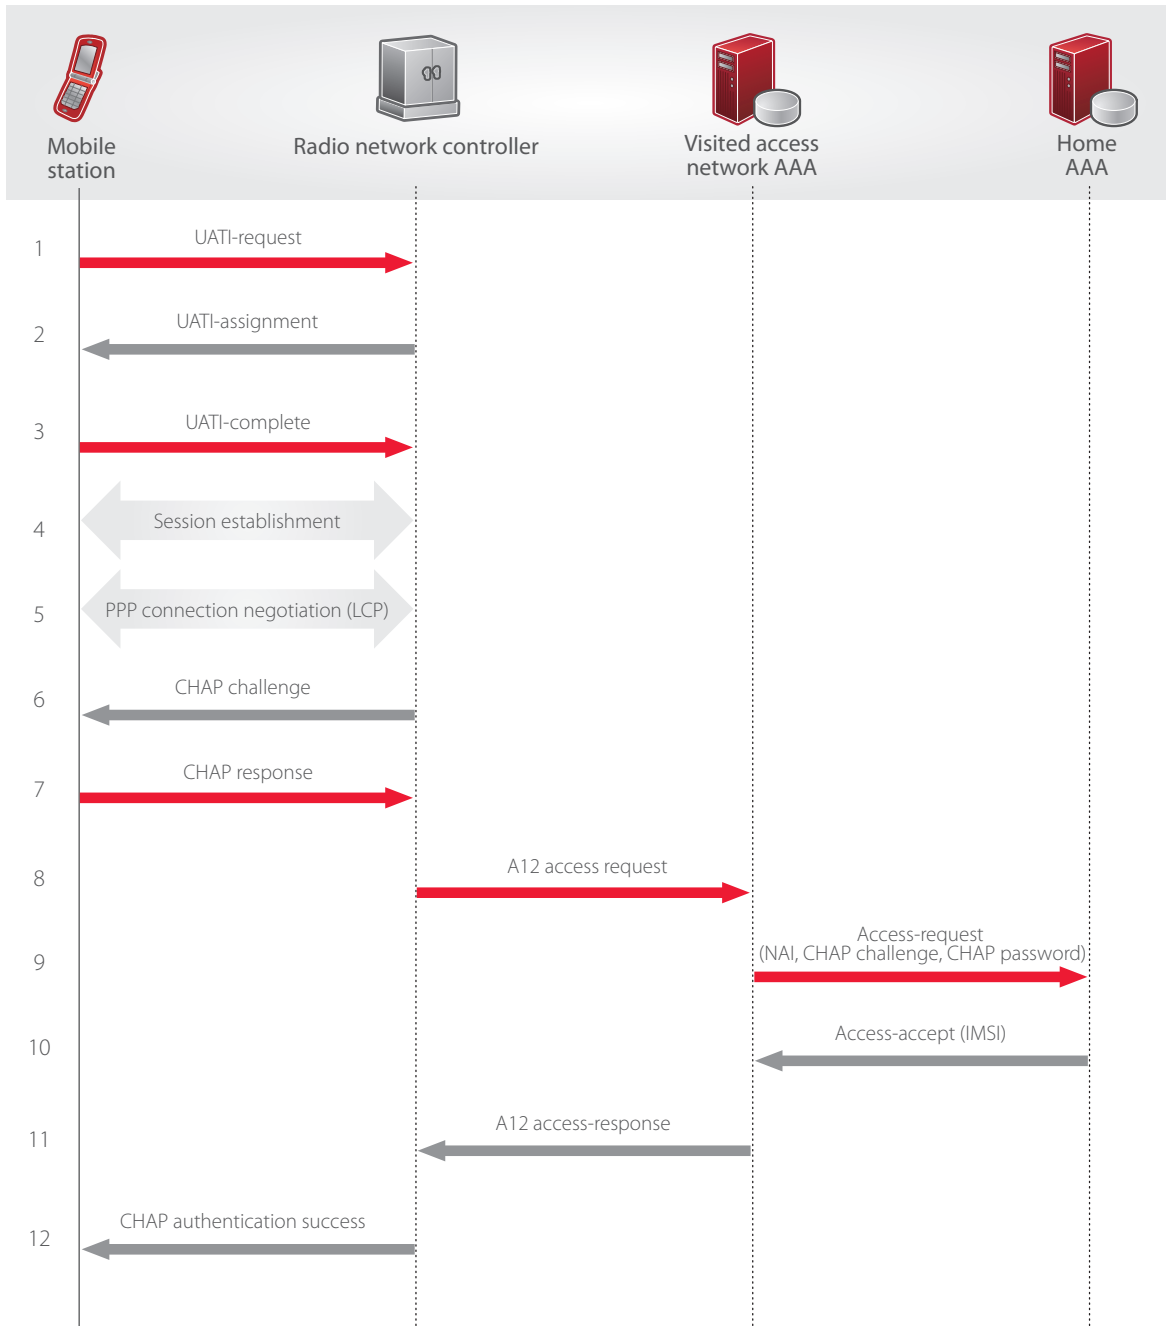 Mobile
station
Radio network controller
Visited access
network AAA
Home
AAA
1
UATI-request
2
UATI-assignment
3
UATI-complete
4
Session establishment
5
PPP connection negotiation (LCP)
6
CHAP challenge
7
CHAP response
8
A12 access request
9
Access-request
(NAI, CHAP challenge, CHAP password)
10
Access-accept (IMSI)
11
A12 access-response
12
CHAP authentication success